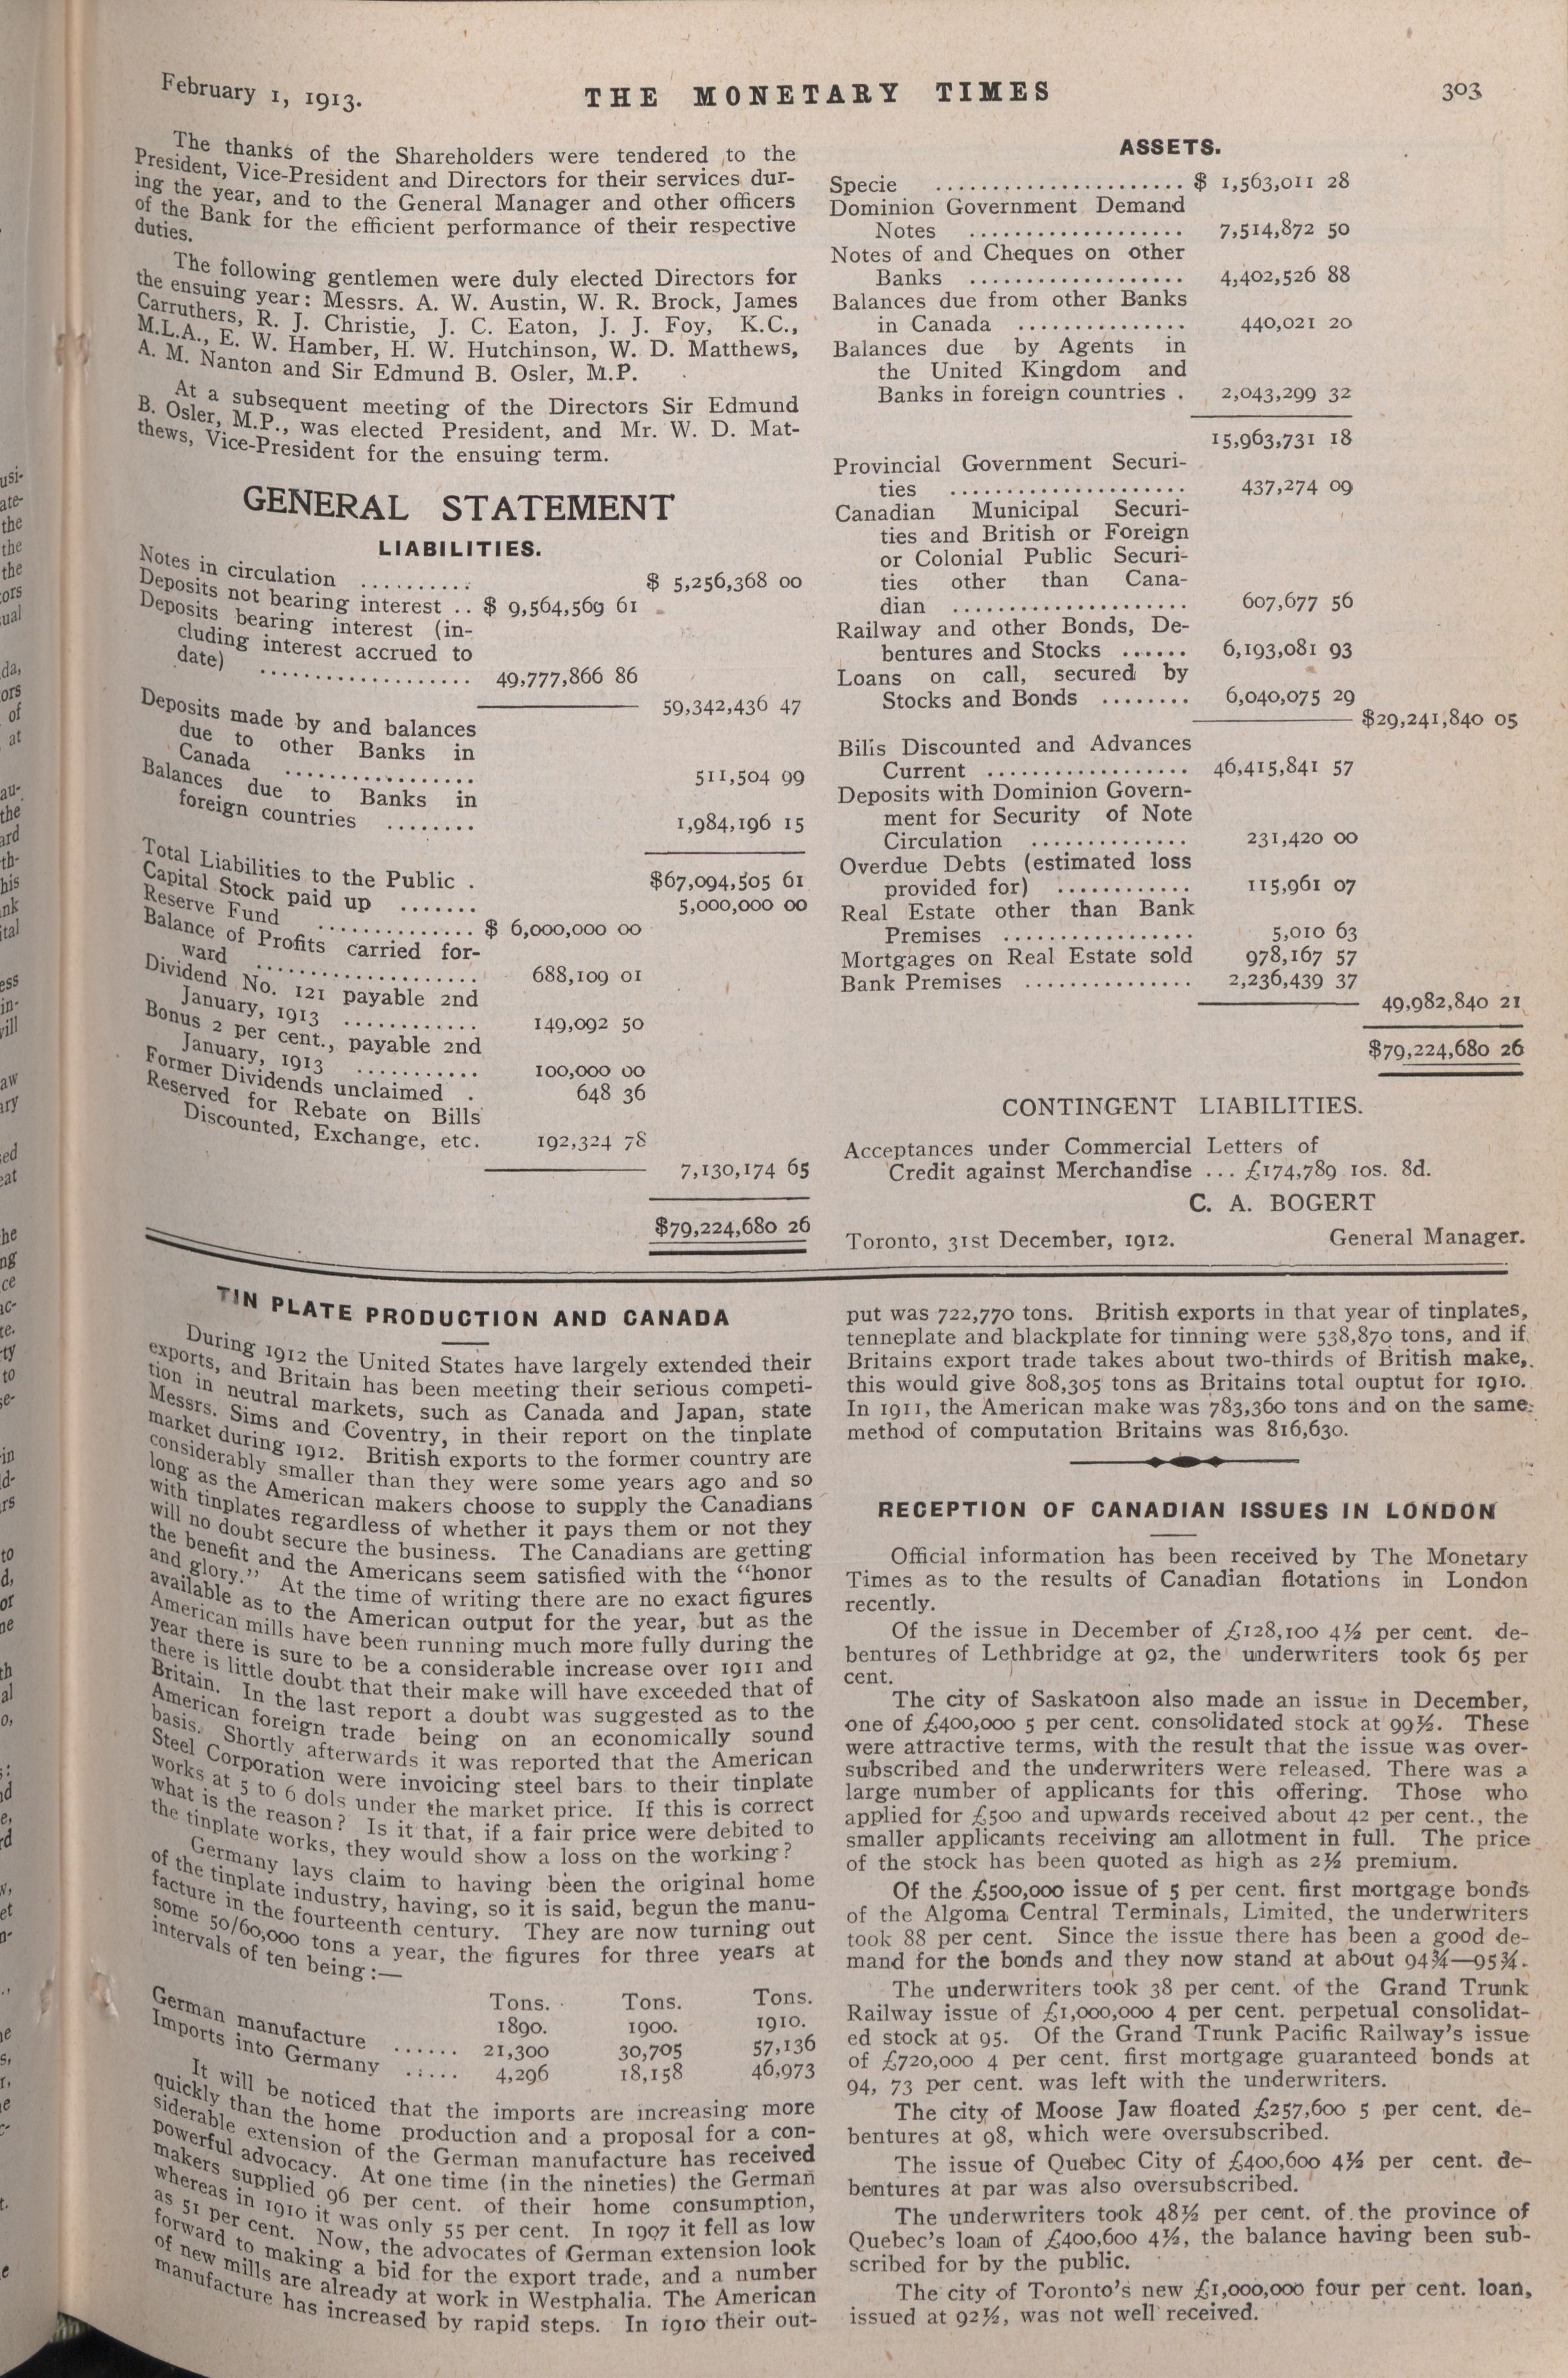 February 1, 1913.
THE MONETARY TIMES
303
The thanks of the Shareholders were tendered to the
President, Vice-President and Directors for their services dur-
ing the year, and to the General Manager and other officers
of the Bank for the efficient performance of their respective
duties.
The following gentlemen were duly elected Directors for
the ensuing year: Messrs. A. W. Austin, W. R. Brock, James
Carruthers, R. J. Christie, J. C. Eaton, J. J. Foy, K.C.,
M.L.A., E. W. Hamber, H. W. Hutchinson, W. D. Matthews,
A. M. Nanton and Sir Edmund B. Osler, M.P.
At a subsequent meeting of the Directors Sir Edmund
B. Osler, M.P., was elected President, and Mr. W. D. Mat-
thews, Vice-President for the ensuing term.
GENERAL STATEMENT
LIABILITIES.
Notes in circulation .......... $ 5,256,368 00
Deposits not bearing interest .. $ 9,564,569 61
Deposits bearing interest (in-
cluding interest accrued to
date) .................. 49,777,866 86
59,342,436 47
Deposits made by and balances
due to other Banks in
Canada ................ 511,504 99
Balances due to Banks in
foreign countries ........ 1,984,196 15
Total Liabilities to the Public . $67,094,505 61
Capital Stock paid up ....... 5,000,000 00
Reserve Fund .............. $ 6,000,000 00
Balance of Profits carried for-
ward ................... 688,109 01
Dividend No. 121 payable 2nd
January, 1913 ............ 149,092 50
Bonus 2 per cent., payable 2nd
January, 1913 ........... 100,000 00
Former Dividends unclaimed . 648 36
Reserved for Rebate on Bills
Discounted, Exchange, etc. 192,324 78
7,130,174 65
$79,224,680 26
ASSETS.
Specie ...................... $ 1,563,011 28
Dominion Government Demand
Notes ................... 7,514,872 50
Notes of and Cheques on other
Banks ................... 4,402,526 88
Balances due from other Banks
in Canada ............... 440,021 20
Balances due by Agents in
the United Kingdom and
Banks in foreign countries . 2,043,299 32
15,963,731 18
Provincial Government Securi-
ties ..................... 437,274 09
Canadian Municipal Securi-
ties and British or Foreign
or Colonial Public Securi-
ties other than Cana-
dian ..................... 607,677 56
Railway and other Bonds, De-
bentures and Stocks ...... 6,193,081 93
Loans on call, secured by
Stocks and Bonds ........ 6,040,075 29
$29,241,840 05
Bills Discounted and Advances
Current .................. 46,415,841 57
Deposits with Dominion Govern-
ment for Security of Note
Circulation .............. 231,420 00
Overdue Debts (estimated loss
provided for) ............ 115,961 07
Real Estate other than Bank
Premises ................. 5,010 63
Mortgages on Real Estate sold 978,167 57
Bank Premises ............... 2,236,439 37
49,982,840 21
$79,224,680 26
CONTINGENT LIABILITIES.
Acceptances under Commercial Letters of
Credit against Merchandise ... £174,789 10s. 8d.
C. A. BOGERT
Toronto, 31st December, 1912. General Manager.
TIN PLATE PRODUCTION AND CANADA
During 1912 the United States have largely extended their
exports, and Britain has been meeting their serious competi-
tion in neutral markets, such as Canada and Japan, state
Messrs. Sims and Coventry, in their report on the tinplate
market during 1912. British exports to the former country are
considerably smaller than they were some years ago and so
long as the American makers choose to supply the Canadians
with tinplates regardless of whether it pays them or not they
will no doubt secure the business. The Canadians are getting
the benefit and the Americans seem satisfied with the "honor
and glory." At the time of writing there are no exact figures
available as to the American output for the year, but as the
American mills have been running much more fully during the
year there is sure to be a considerable increase over 1911 and
there is little doubt that their make will have exceeded that of
Britain. In the last report a doubt was suggested as to the
American foreign trade being on an economically sound
basis. Shortly afterwards it was reported that the American
Steel Corporation were invoicing steel bars to their tinplate
works at 5 to 6 dols under the market price. If this is correct
what is the reason? Is it that, if a fair price were debited to
the tinplate works, they would show a loss on the working?
Germany lays claim to having been the original home
of the tinplate industry, having, so it is said, begun the manu-
facture in the fourteenth century. They are now turning out
some 50/60,000 tons a year, the figures for three years at
intervals of ten being:—
Tons. Tons. Tons.
1890. 1900. 1910.
German manufacture ...... 21,300 30,705 57,136
Imports into Germany ..... 4,296 18,158 46,973
It will be noticed that the imports are increasing more
quickly than the home production and a proposal for a con-
siderable extension of the German manufacture has received
powerful advocacy. At one time (in the nineties) the German
makers supplied 96 per cent. of their home consumption,
whereas in 1910 it was only 55 per cent. In 1907 it fell as low
as 51 per cent. Now, the advocates of German extension look
forward to making a bid for the export trade, and a number
of new mills are already at work in Westphalia. The American
manufacture has increased by rapid steps. In 1910 their out-
put was 722,770 tons. British exports in that year of tinplates,
tenneplate and blackplate for tinning were 538,870 tons, and if
Britains export trade takes about two-thirds of British make,
this would give 808,305 tons as Britains total ouptut for 1910.
In 1911, the American make was 783,360 tons and on the same
method of computation Britains was 816,630.
RECEPTION OF CANADIAN ISSUES IN LONDON
Official information has been received by The Monetary
Times as to the results of Canadian flotations in London
recently.
Of the issue in December of £128,100 4½ per cent. de-
bentures of Lethbridge at 92, the underwriters took 65 per
cent.
The city of Saskatoon also made an issue in December,
one of £400,000 5 per cent. consolidated stock at 99½. These
were attractive terms, with the result that the issue was over-
subscribed and the underwriters were released. There was a
large number of applicants for this offering. Those who
applied for £500 and upwards received about 42 per cent., the
smaller applicants receiving an allotment in full. The price
of the stock has been quoted as high as 2½ premium.
Of the £500,000 issue of 5 per cent. first mortgage bonds
of the Algoma Central Terminals, Limited, the underwriters
took 88 per cent. Since the issue there has been a good de-
mand for the bonds and they now stand at about 94¾—95¾.
The underwriters took 38 per cent. of the Grand Trunk
Railway issue of £1,000,000 4 per cent. perpetual consolidat-
ed stock at 95. Of the Grand Trunk Pacific Railway's issue
of £720,000 4 per cent. first mortgage guaranteed bonds at
94, 73 per cent. was left with the underwriters.
The city of Moose Jaw floated £257,600 5 per cent. de-
bentures at 98, which were oversubscribed.
The issue of Quebec City of £400,600 4½ per cent. de-
bentures at par was also oversubscribed.
The underwriters took 48½ per cent. of the province of
Quebec's loan of £400,600 4½, the balance having been sub-
scribed for by the public.
The city of Toronto's new £1,000,000 four per cent. loan,
issued at 92½, was not well received.